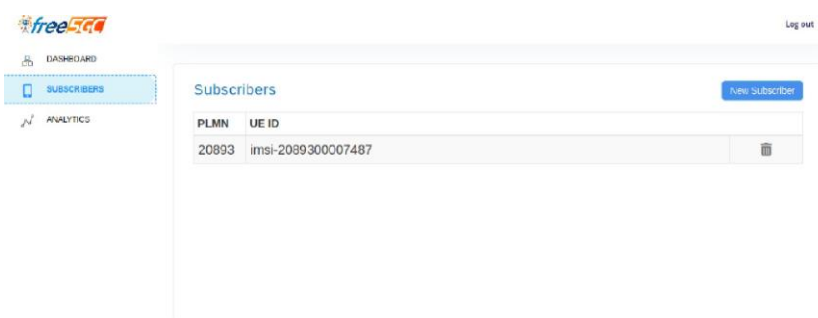 free5GC
Log out
DASHBOARD
SUBSCRIBERS
ANALYTICS
Subscribers
New Subscriber
PLMN UE ID
20893 imsi-2089300007487